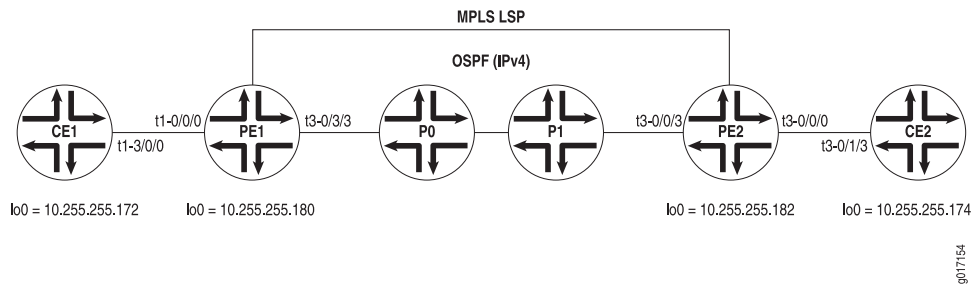 MPLS LSP
OSPF (IPv4)
CE1
t1-3/0/0
t1-0/0/0
PE1
t3-0/3/3
P0
P1
t3-0/0/3
PE2
t3-0/0/0
t3-0/1/3
CE2
lo0 = 10.255.255.172
lo0 = 10.255.255.180
lo0 = 10.255.255.182
lo0 = 10.255.255.174
g017154